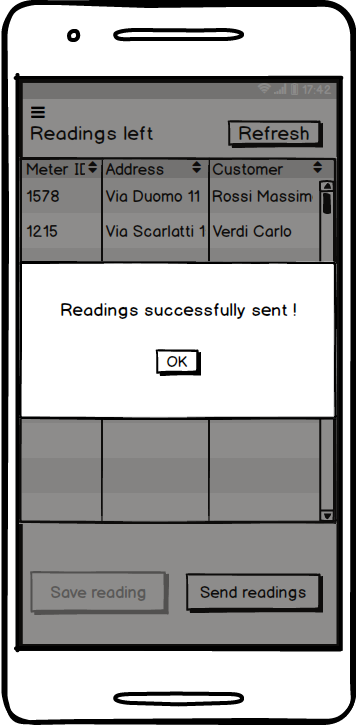 17:42
Readings left
Refresh
Meter I Address Customer
1578 Via Duomo 11 Rossi Massim
1215 Via Scarlatti 1 Verdi Carlo
Readings successfully sent !
OK
Save reading Send readings